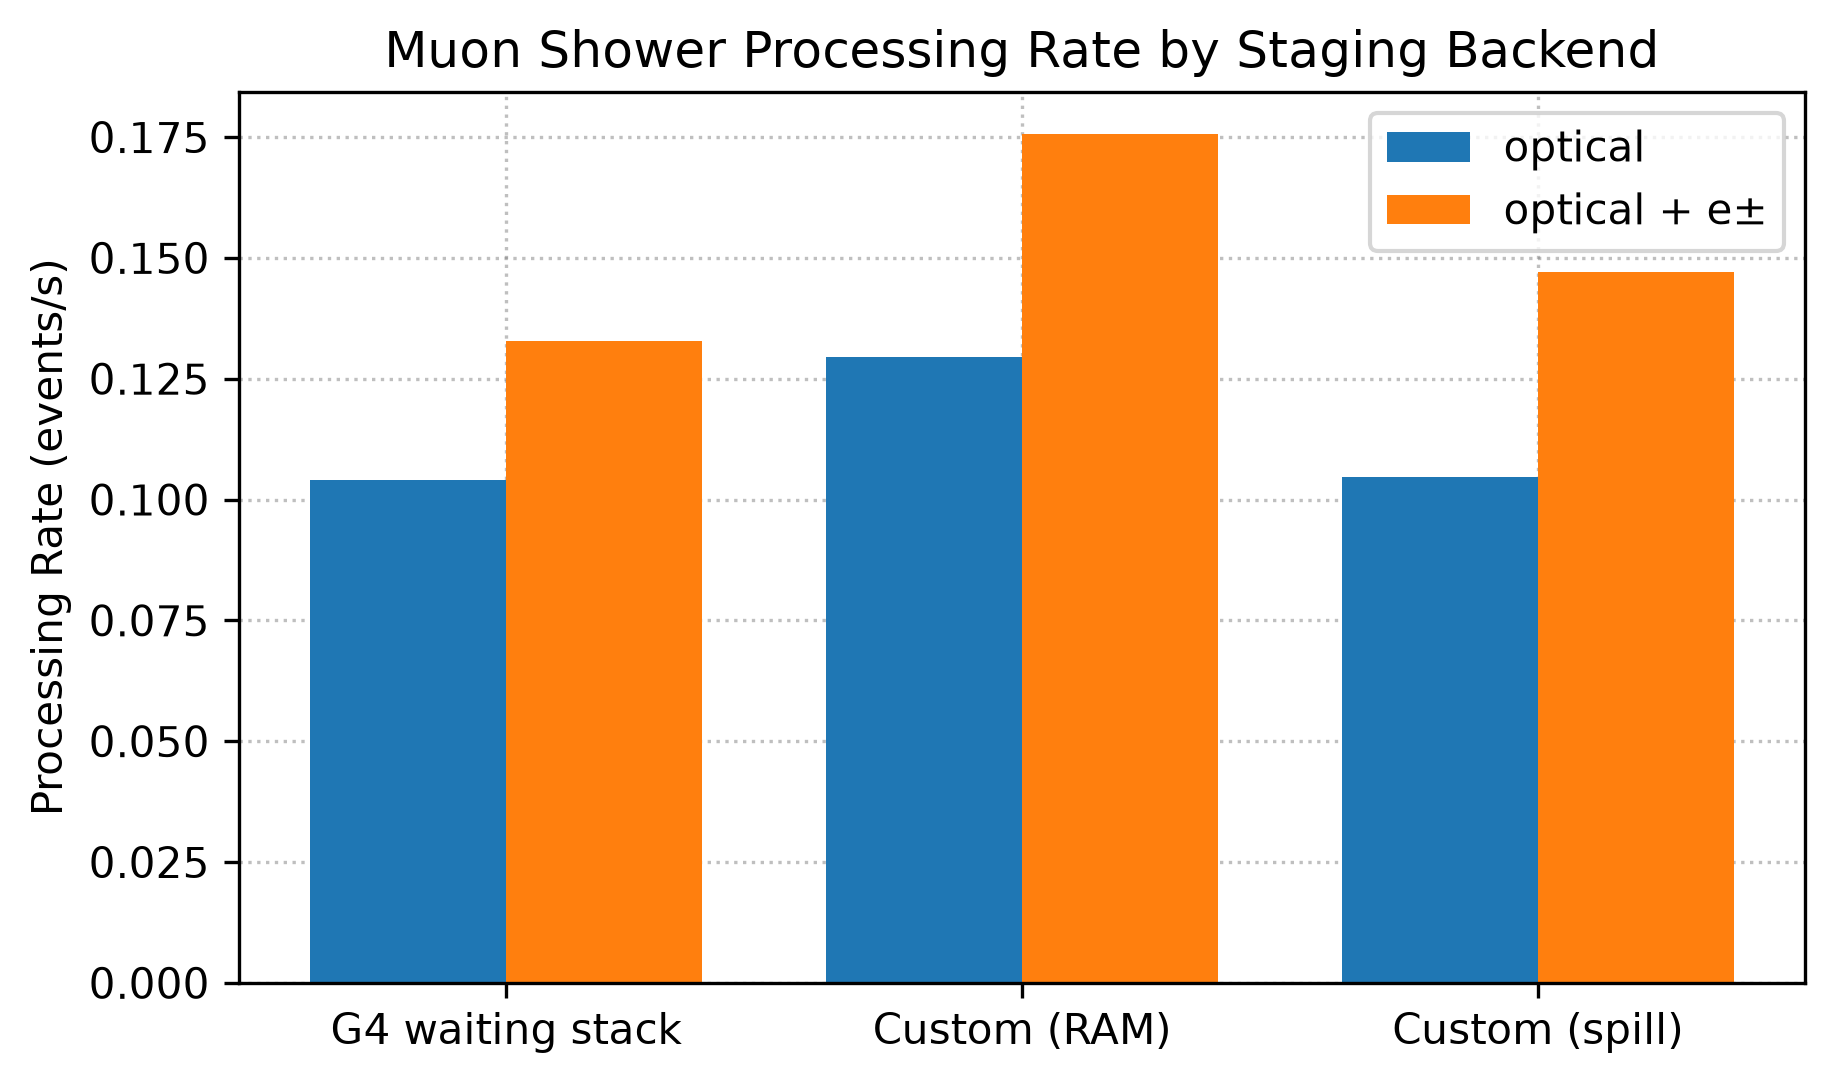 Muon Shower Processing Rate by Staging Backend
optical
optical + e±
Processing Rate (events/s)
0.175
0.150
0.125
0.100
0.075
0.050
0.025
0.000
G4 waiting stack
Custom (RAM)
Custom (spill)